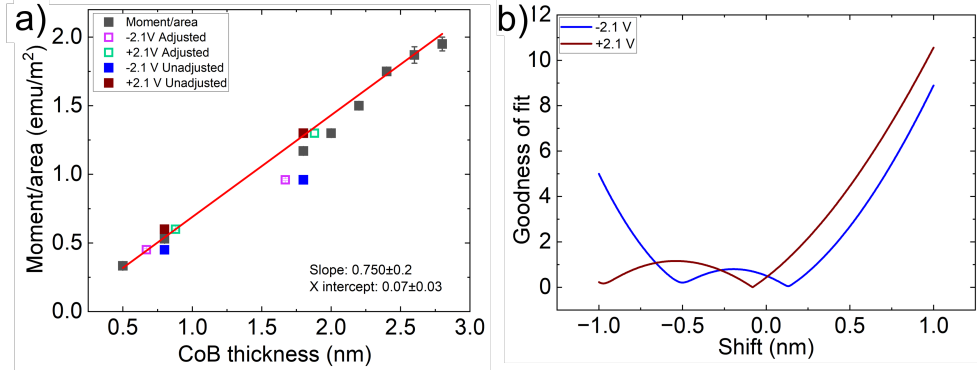 a)
Moment/area (emu/m²)
2.0
1.5
1.0
0.5
0.0
Moment/area
-2.1V Adjusted
+2.1V Adjusted
-2.1 V Unadjusted
+2.1 V Unadjusted
Slope: 0.750±0.2
X intercept: 0.07±0.03
0.5 1.0 1.5 2.0 2.5 3.0
CoB thickness (nm)
b)
Goodness of fit
12
10
8
6
4
2
0
-2.1 V
+2.1 V
−1.0 −0.5 0.0 0.5 1.0
Shift (nm)